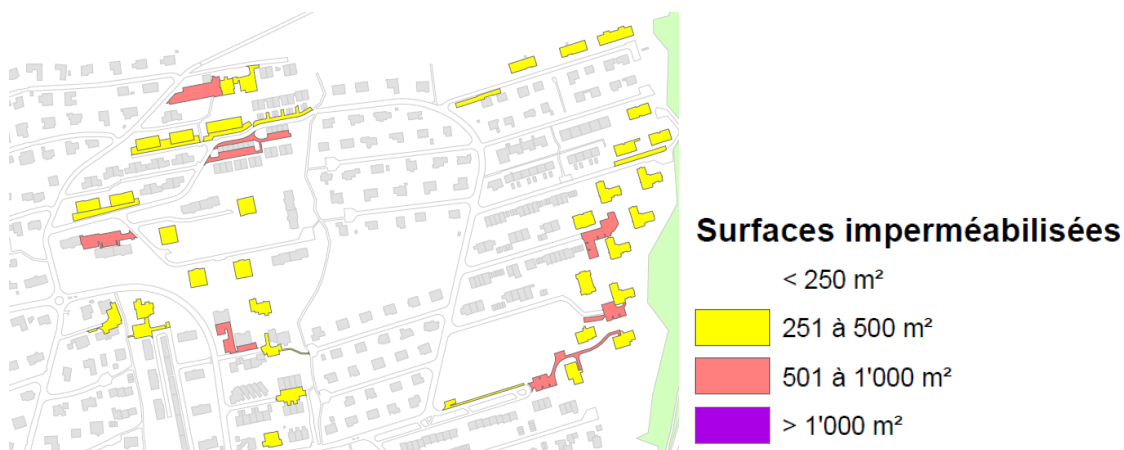 Surfaces imperméabilisées
< 250 m²
251 à 500 m²
501 à 1'000 m²
> 1'000 m²